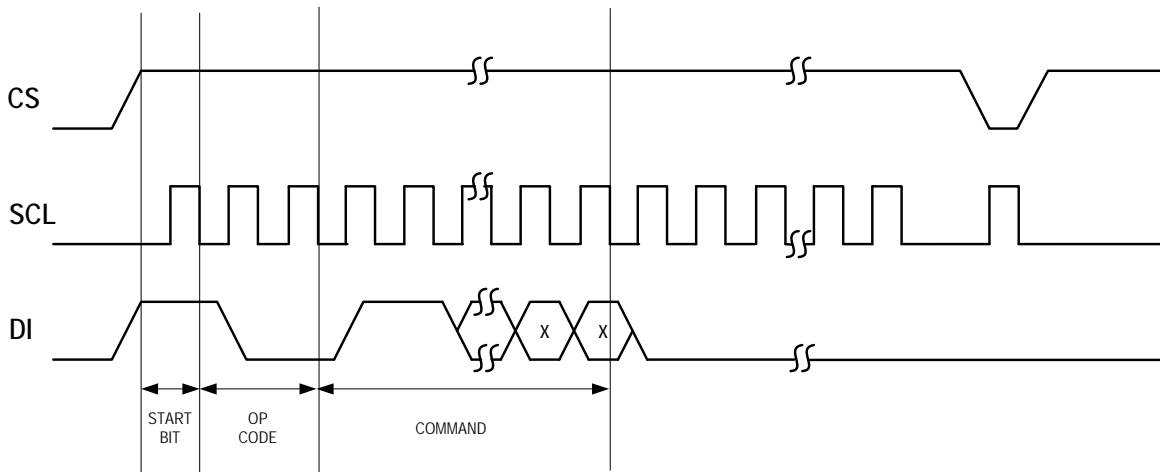 CS
SCL
DI
X X
START
BIT
OP
CODE
COMMAND